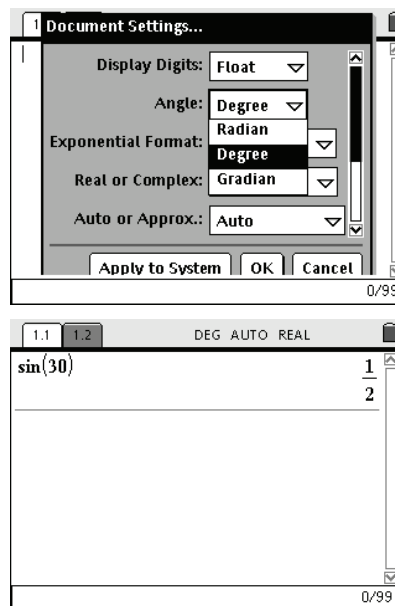 1 Document Settings...
Display Digits: Float
Angle: Degree
Radian
Exponential Format:
Degree
Real or Complex: Gradian
Auto or Approx.: Auto
Apply to System OK Cancel
0/99
1.1 1.2 DEG AUTO REAL
sin(30) 1
2
0/99